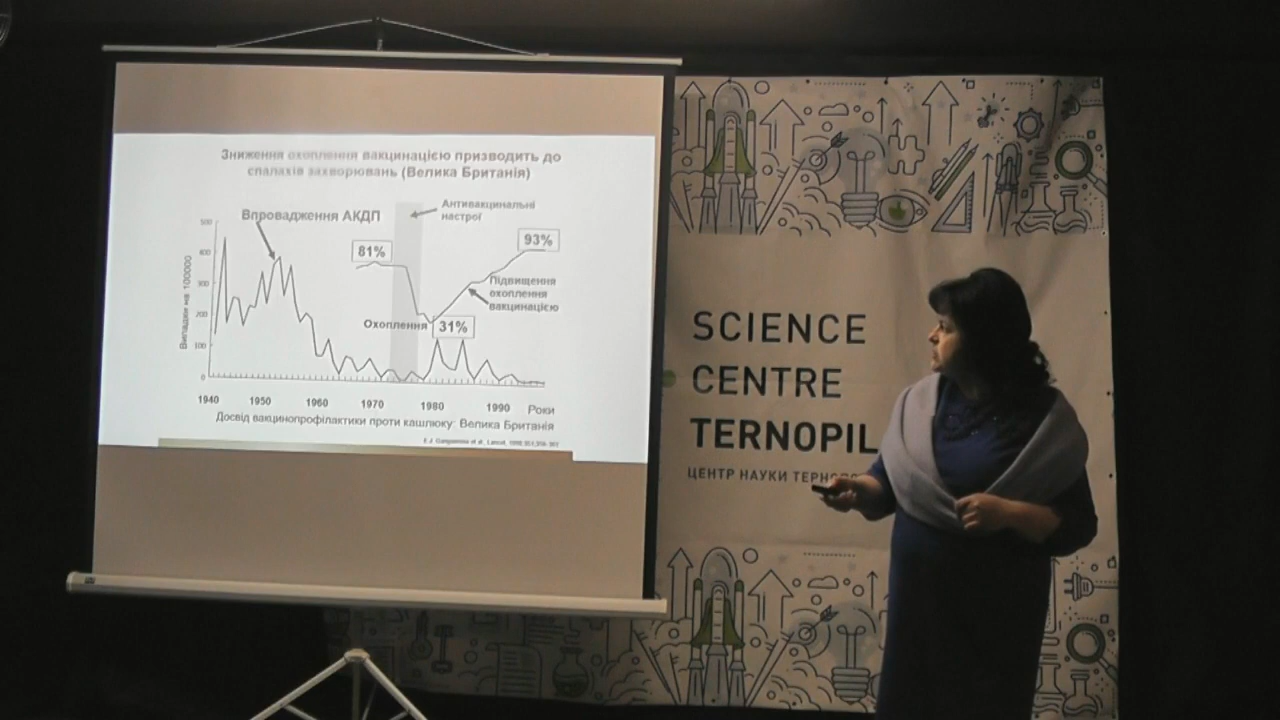 Зниження охоплення вакцинацією призводить до
спалахів захворювань (Велика Британія)
Впровадження АКДП
Антивакцинальні
настрої
81%
93%
Підвищення
охоплення
вакцинацією
Охоплення
31%
Випадки на 100000
500
400
300
200
100
0
1940
1950
1960
1970
1980
1990
Роки
Досвід вакцинопрофілактики проти кашлюку: Велика Британія
SCIENCE
CENTRE
TERNOPIL
ЦЕНТР НАУКИ